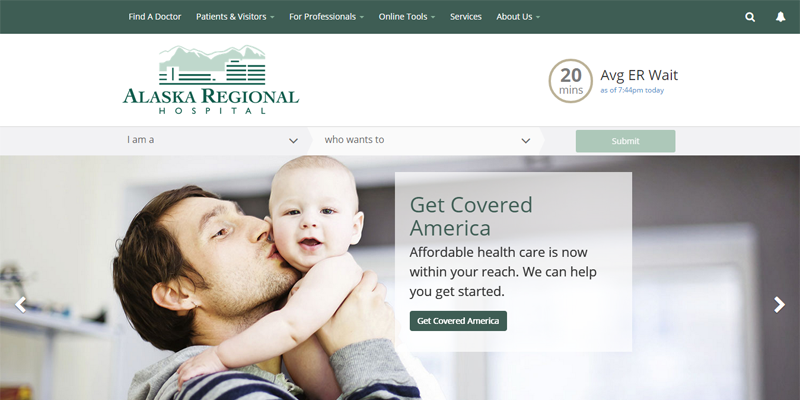 Find A Doctor Patients & Visitors For Professionals Online Tools Services About Us
ALASKA REGIONAL
HOSPITAL
20
mins
Avg ER Wait
as of 7:44pm today
I am a who wants to Submit
Get Covered
America
Affordable health care is now
within your reach. We can help
you get started.
Get Covered America